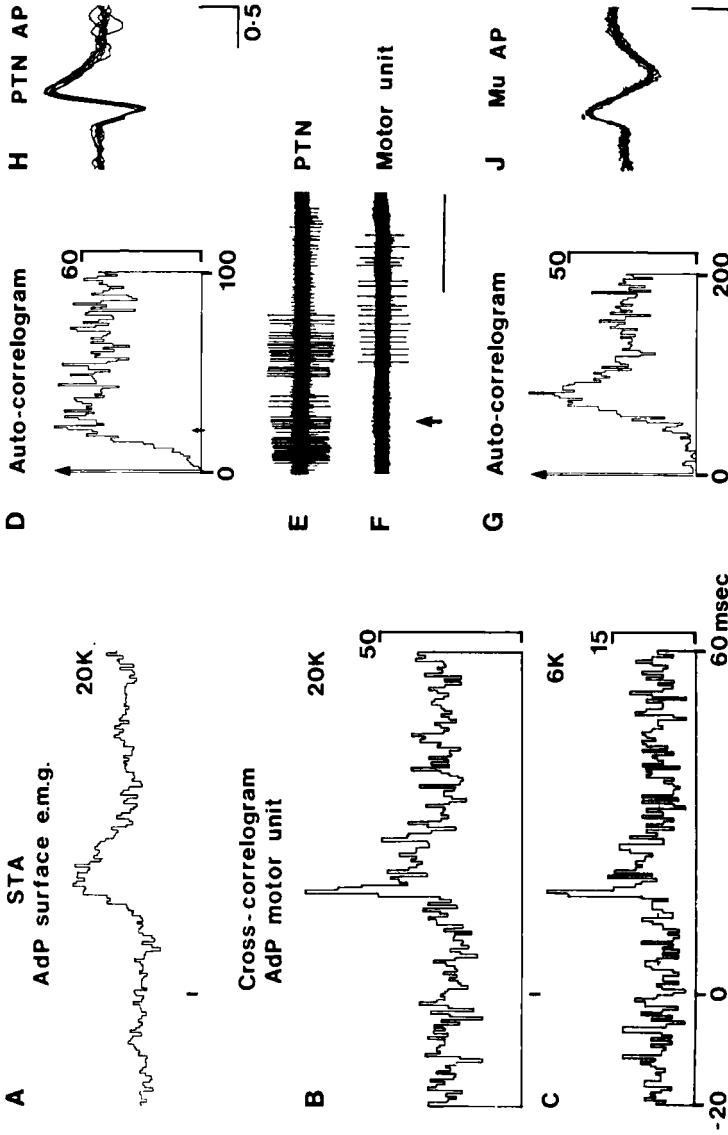 A
STA
AdP surface e.m.g.
20K.
Cross-correlogram
AdP motor unit
B
20K
50
C
6K
15
-20
0
60 msec
D
Auto-correlogram
60
0
100
E
PTN
F
Motor unit
G
Auto-correlogram
50
0
200
H
PTN AP
0·5
J
Mu AP